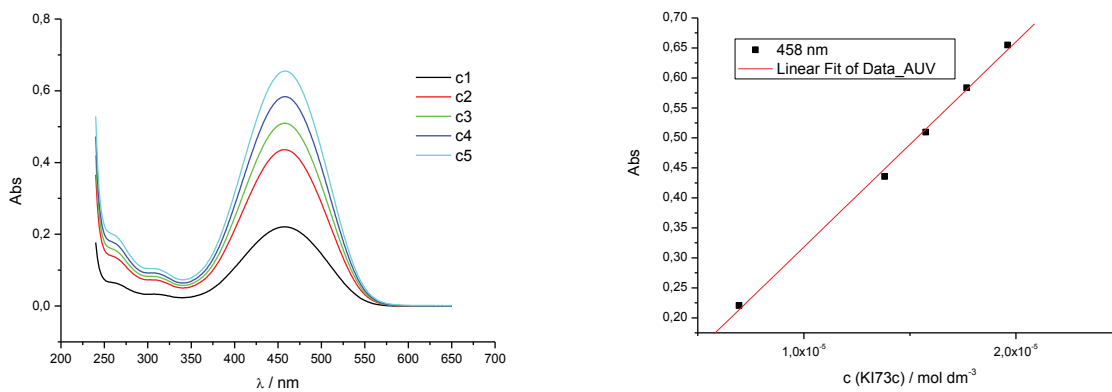 0,8
0,6
0,4
0,2
0,0
Abs
200 250 300 350 400 450 500 550 600 650 700
λ / nm
c1
c2
c3
c4
c5
0,70
0,65
0,60
0,55
0,50
0,45
0,40
0,35
0,30
0,25
0,20
Abs
458 nm
Linear Fit of Data_AUV
1,0x10⁻⁵ 2,0x10⁻⁵
c (KI73c) / mol dm⁻³